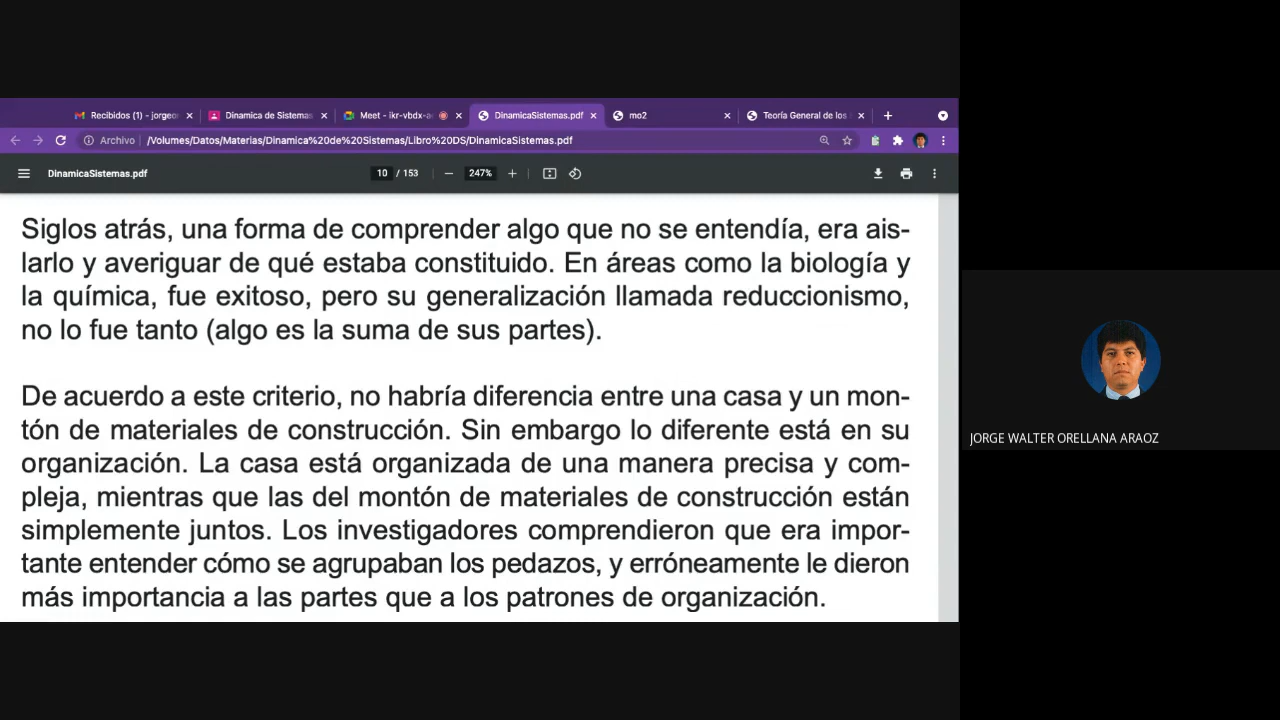 Recibidos (1) - jorgeor
Dinamica de Sistemas
Meet - ikr-vbdx-a
DinamicaSistemas.pdf
mo2
Teoría General de los
Archivo
/Volumes/Datos/Materias/Dinamica%20de%20Sistemas/Libro%20DS/DinamicaSistemas.pdf
DinamicaSistemas.pdf
10 / 153
247%
Siglos atrás, una forma de comprender algo que no se entendía, era ais-
larlo y averiguar de qué estaba constituido. En áreas como la biología y
la química, fue exitoso, pero su generalización llamada reduccionismo,
no lo fue tanto (algo es la suma de sus partes).
De acuerdo a este criterio, no habría diferencia entre una casa y un mon-
tón de materiales de construcción. Sin embargo lo diferente está en su
organización. La casa está organizada de una manera precisa y com-
pleja, mientras que las del montón de materiales de construcción están
simplemente juntos. Los investigadores comprendieron que era impor-
tante entender cómo se agrupaban los pedazos, y erróneamente le dieron
más importancia a las partes que a los patrones de organización.
JORGE WALTER ORELLANA ARAOZ